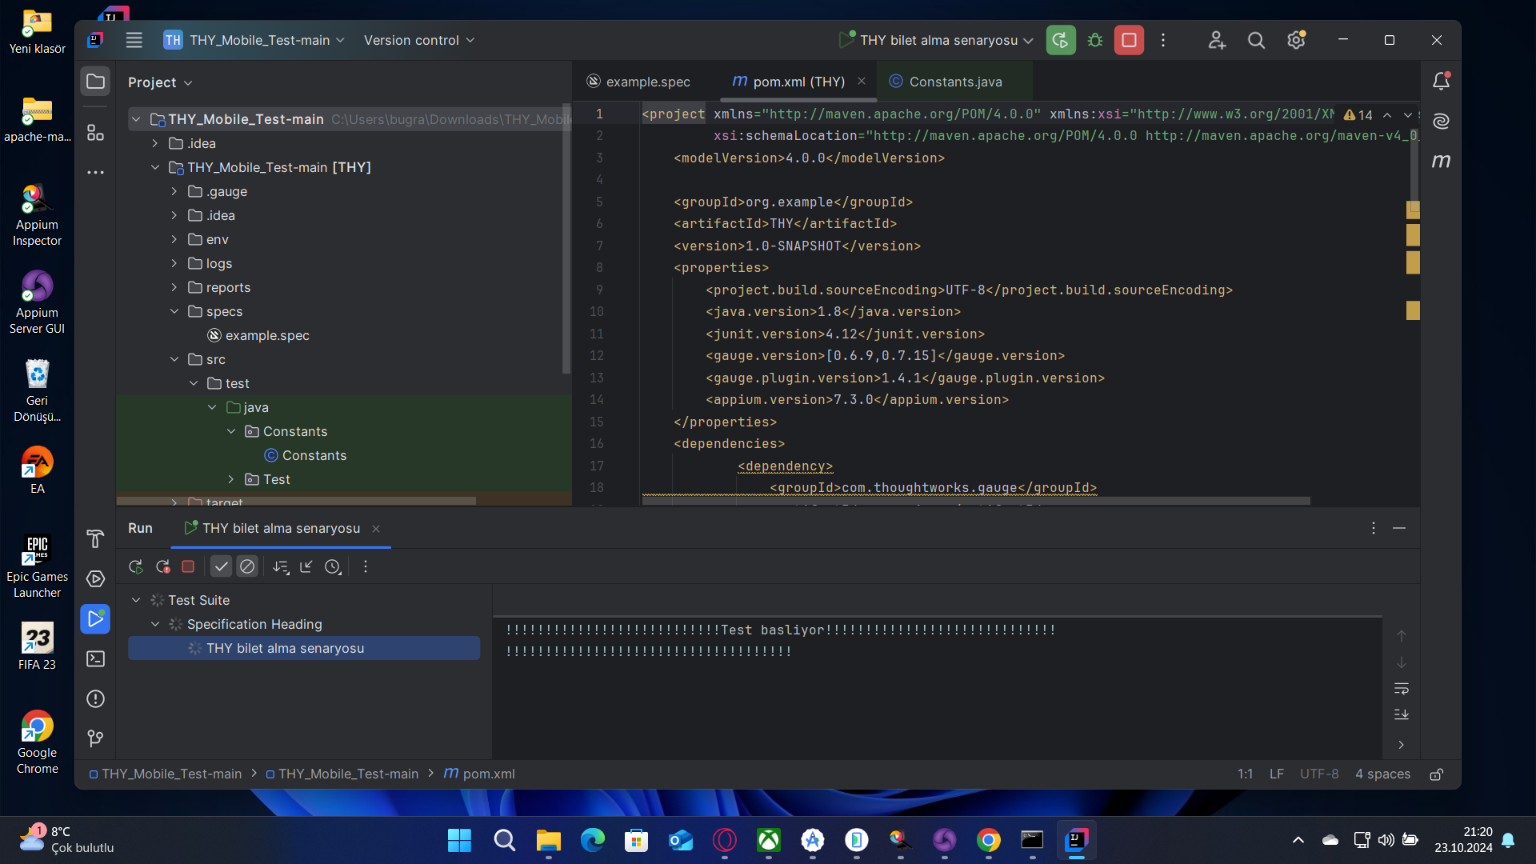 Yeni klasör
apache-ma...
Appium
Inspector
Appium
Server GUI
Geri
Dönüşü...
EA
Epic Games
Launcher
FIFA 23
Google
Chrome
TH THY_Mobile_Test-main
Version control
THY bilet alma senaryosu
Project
THY_Mobile_Test-main C:\Users\bugra\Downloads\THY_Mobile
.idea
THY_Mobile_Test-main [THY]
.gauge
.idea
env
logs
reports
specs
example.spec
src
test
java
Constants
Constants
Test
target
example.spec
pom.xml (THY)
Constants.java
14
1 <project xmlns="http://maven.apache.org/POM/4.0.0" xmlns:xsi="http://www.w3.org/2001/XM
2 xsi:schemaLocation="http://maven.apache.org/POM/4.0.0 http://maven.apache.org/maven-v4_0_
3 <modelVersion>4.0.0</modelVersion>
4
5 <groupId>org.example</groupId>
6 <artifactId>THY</artifactId>
7 <version>1.0-SNAPSHOT</version>
8 <properties>
9 <project.build.sourceEncoding>UTF-8</project.build.sourceEncoding>
10 <java.version>1.8</java.version>
11 <junit.version>4.12</junit.version>
12 <gauge.version>[0.6.9,0.7.15]</gauge.version>
13 <gauge.plugin.version>1.4.1</gauge.plugin.version>
14 <appium.version>7.3.0</appium.version>
15 </properties>
16 <dependencies>
17 <dependency>
18 <groupId>com.thoughtworks.gauge</groupId>
Run
THY bilet alma senaryosu
Test Suite
Specification Heading
THY bilet alma senaryosu
!!!!!!!!!!!!!!!!!!!!!!!!!!!Test basliyor!!!!!!!!!!!!!!!!!!!!!!!!!!!!!
!!!!!!!!!!!!!!!!!!!!!!!!!!!!!!!!!!!!
THY_Mobile_Test-main > THY_Mobile_Test-main > m pom.xml
1:1 LF UTF-8 4 spaces
1
8°C
Çok bulutlu
21:20
23.10.2024